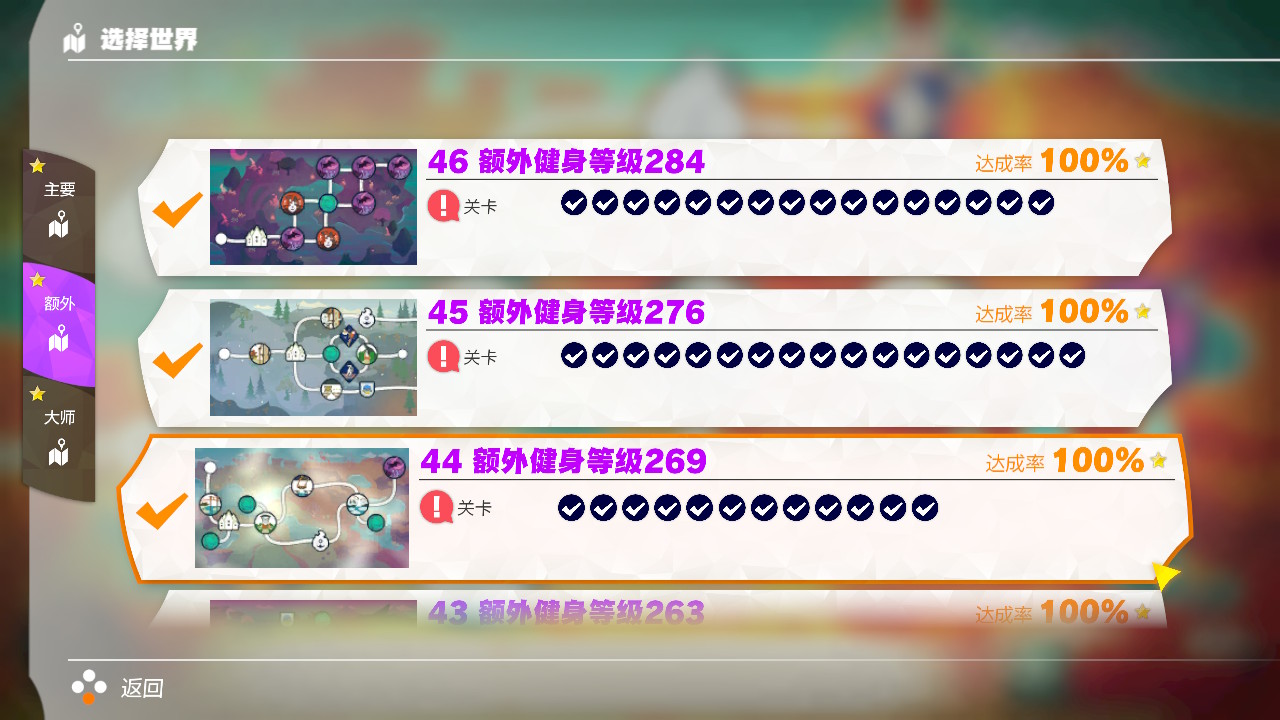 选择世界
主要
额外
大师
46 额外健身等级284
达成率 100%
关卡
45 额外健身等级276
达成率 100%
关卡
44 额外健身等级269
达成率 100%
关卡
43 额外健身等级263
达成率 100%
返回